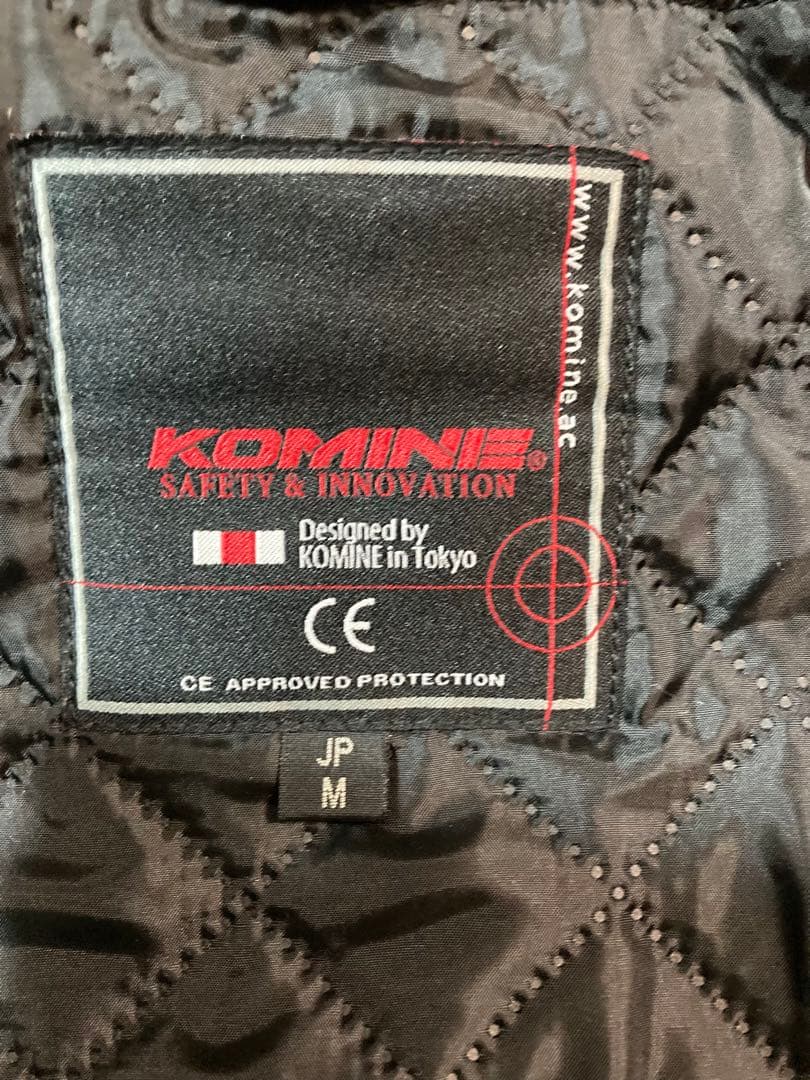 www.komine.ac
KOMINE®
SAFETY & INNOVATION
Designed by
KOMINE in Tokyo
CE
CE APPROVED PROTECTION
JP
M